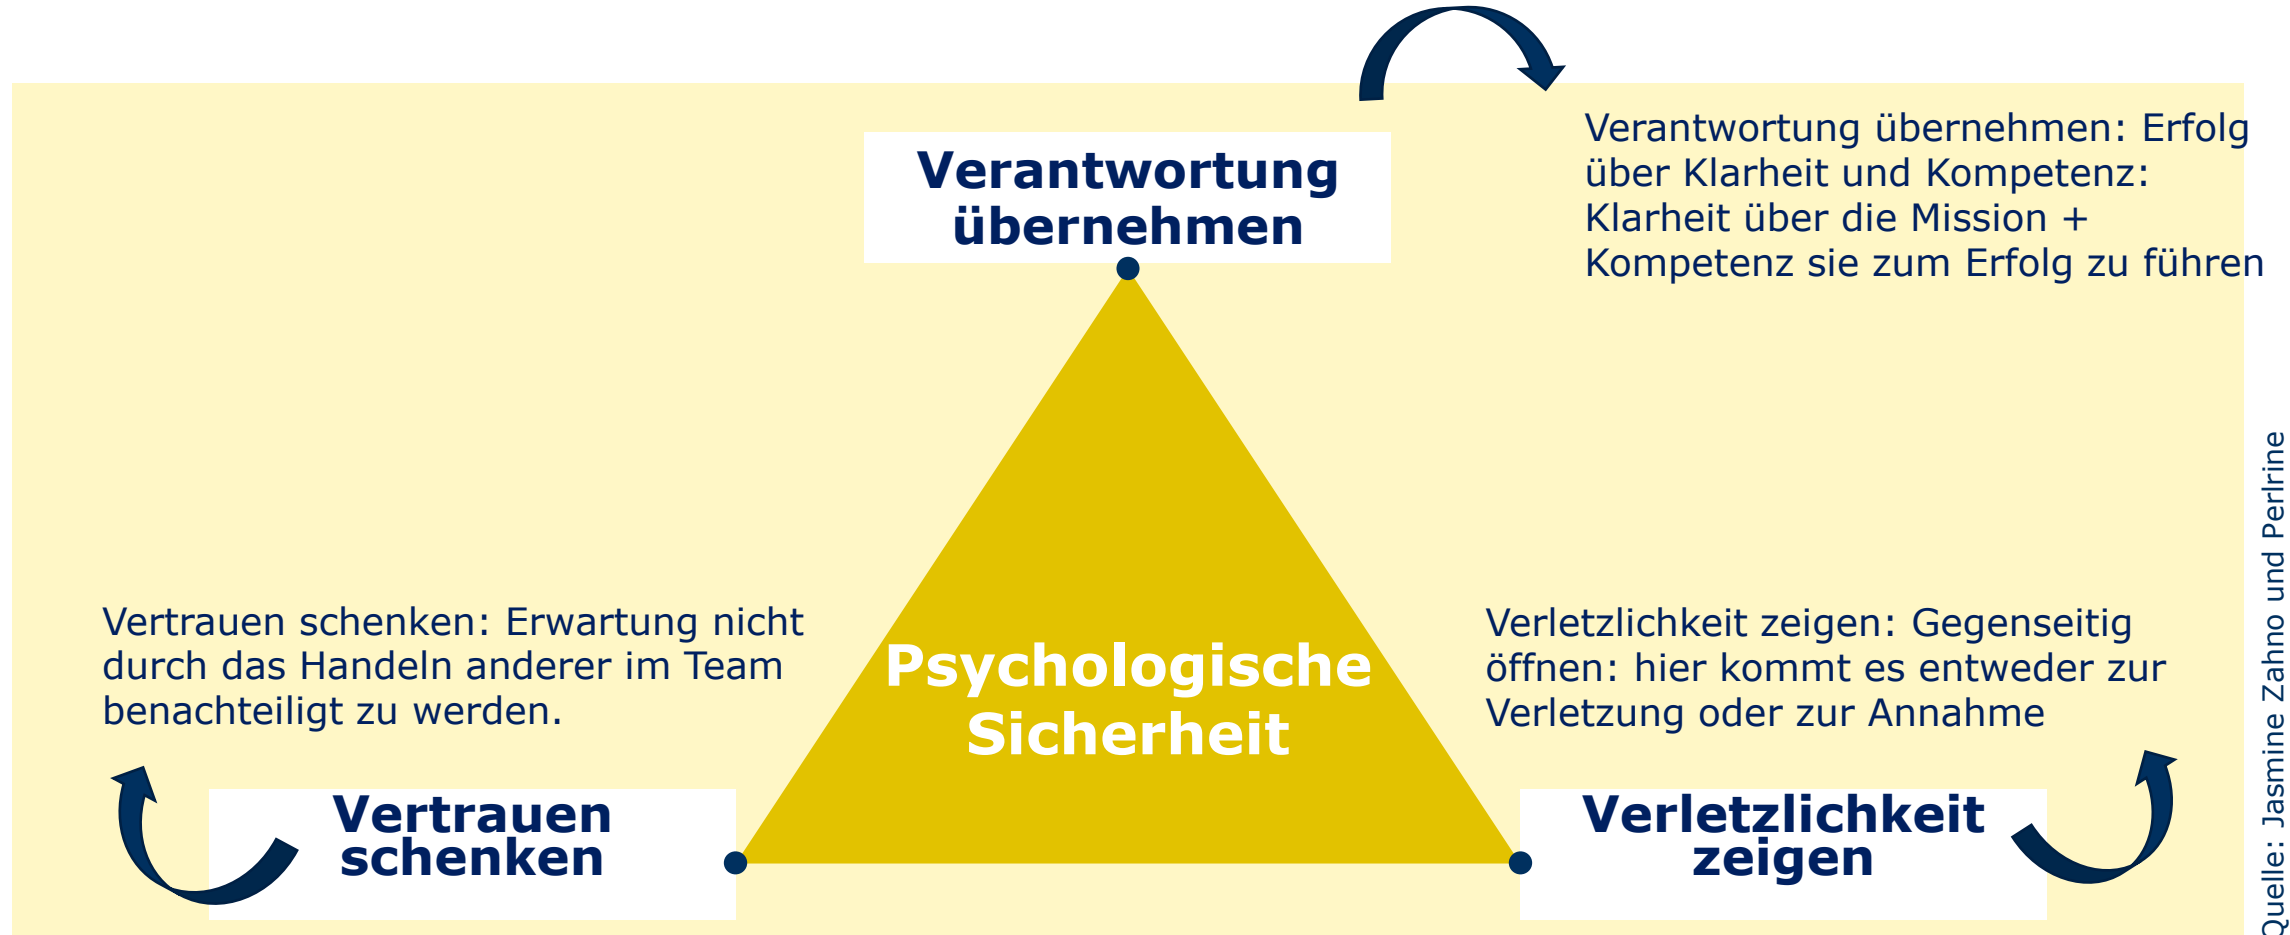 Verantwortung
übernehmen
Verantwortung übernehmen: Erfolg
über Klarheit und Kompetenz:
Klarheit über die Mission +
Kompetenz sie zum Erfolg zu führen
Vertrauen schenken: Erwartung nicht
durch das Handeln anderer im Team
benachteiligt zu werden.
Psychologische
Sicherheit
Verletzlichkeit zeigen: Gegenseitig
öffnen: hier kommt es entweder zur
Verletzung oder zur Annahme
Vertrauen
schenken
Verletzlichkeit
zeigen
Quelle: Jasmine Zahno und Perlrine